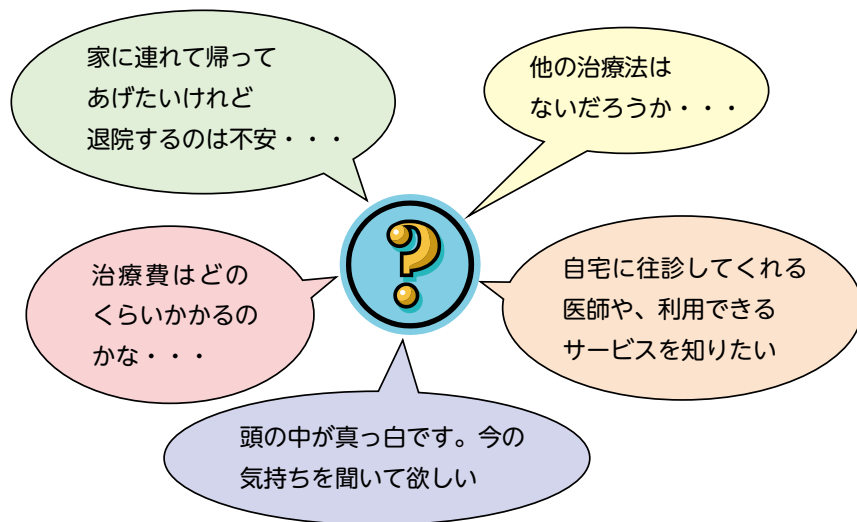 家に連れて帰って
あげたいけれど
退院するのは不安・・・
他の治療法は
ないだろうか・・・
治療費はどの
くらいかかるの
かな・・・
自宅に往診してくれる
医師や、利用できる
サービスを知りたい
頭の中が真っ白です。今の
気持ちを聞いて欲しい
?